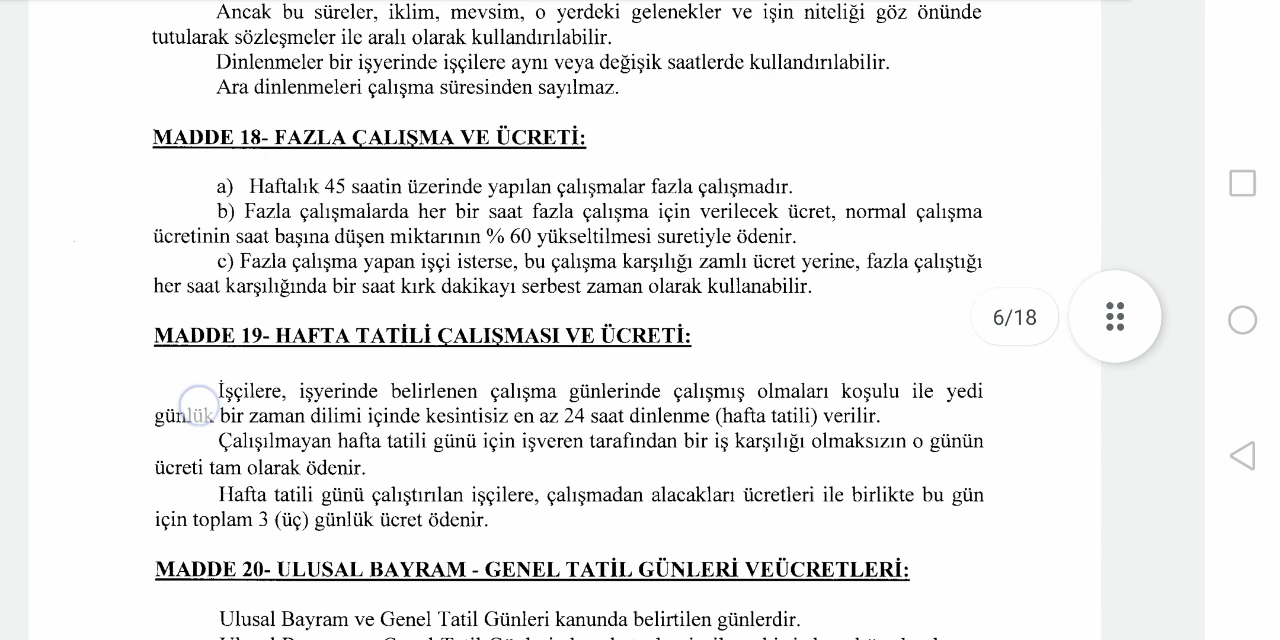 Ancak bu süreler, iklim, mevsim, o yerdeki gelenekler ve işin niteliği göz önünde
tutularak sözleşmeler ile aralı olarak kullandırılabilir.
Dinlenmeler bir işyerinde işçilere aynı veya değişik saatlerde kullandırılabilir.
Ara dinlenmeleri çalışma süresinden sayılmaz.
MADDE 18- FAZLA ÇALIŞMA VE ÜCRETİ:
a) Haftalık 45 saatin üzerinde yapılan çalışmalar fazla çalışmadır.
b) Fazla çalışmalarda her bir saat fazla çalışma için verilecek ücret, normal çalışma
ücretinin saat başına düşen miktarının % 60 yükseltilmesi suretiyle ödenir.
c) Fazla çalışma yapan işçi isterse, bu çalışma karşılığı zamlı ücret yerine, fazla çalıştığı
her saat karşılığında bir saat kırk dakikayı serbest zaman olarak kullanabilir.
6/18
MADDE 19- HAFTA TATİLİ ÇALIŞMASI VE ÜCRETİ:
İşçilere, işyerinde belirlenen çalışma günlerinde çalışmış olmaları koşulu ile yedi
günlük bir zaman dilimi içinde kesintisiz en az 24 saat dinlenme (hafta tatili) verilir.
Çalışılmayan hafta tatili günü için işveren tarafından bir iş karşılığı olmaksızın o günün
ücreti tam olarak ödenir.
Hafta tatili günü çalıştırılan işçilere, çalışmadan alacakları ücretleri ile birlikte bu gün
için toplam 3 (üç) günlük ücret ödenir.
MADDE 20- ULUSAL BAYRAM - GENEL TATİL GÜNLERİ VEÜCRETLERİ:
Ulusal Bayram ve Genel Tatil Günleri kanunda belirtilen günlerdir.